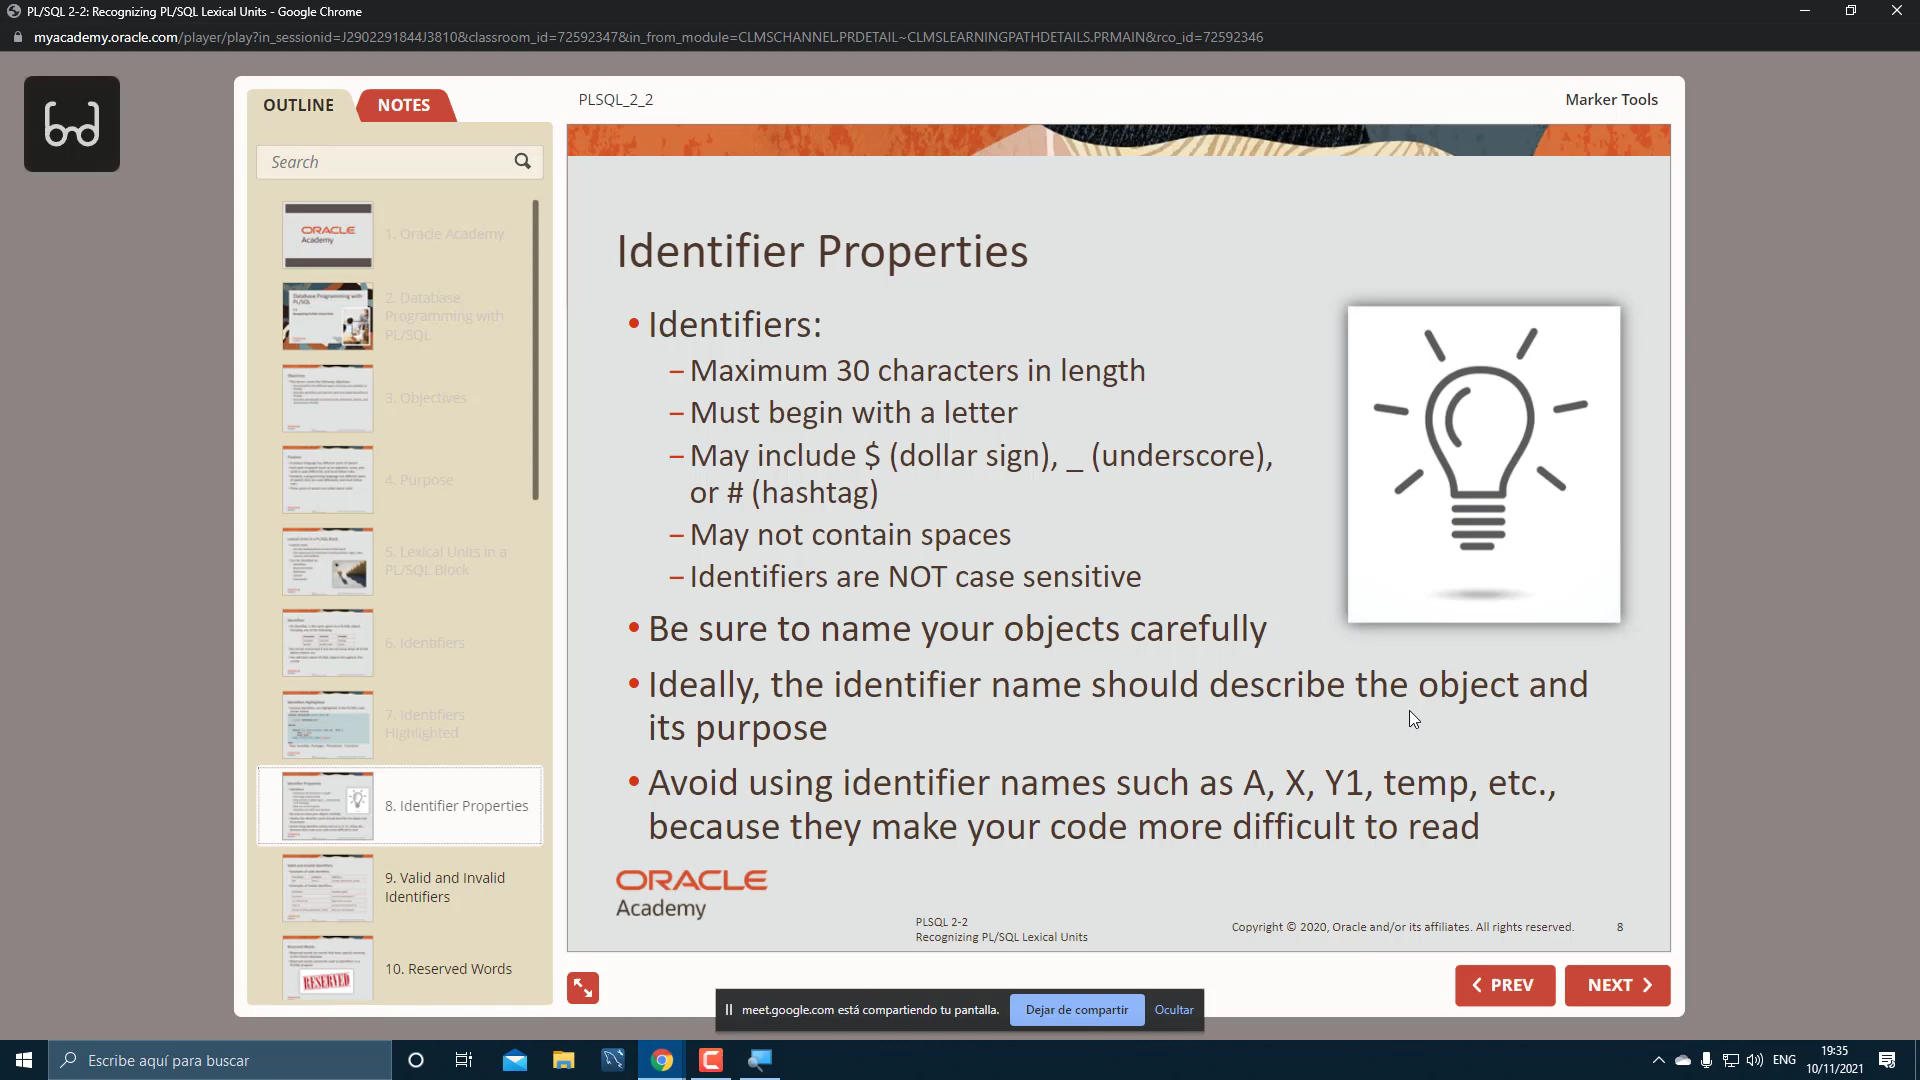 PL/SQL 2-2: Recognizing PL/SQL Lexical Units - Google Chrome
myacademy.oracle.com/player/play?in_sessionid=J2902291844J3810&classroom_id=72592347&in_from_module=CLMSCHANNEL.PRDETAIL~CLMSLEARNINGPATHDETAILS.PRMAIN&rco_id=72592346
OUTLINE
NOTES
PLSQL_2_2
Marker Tools
Search
ORACLE
Academy
1. Oracle Academy
Database Programming with
PL/SQL
2. Database
Programming with
PL/SQL
3. Objectives
4. Purpose
5. Lexical Units in a
PL/SQL Block
6. Identifiers
7. Identifiers
Highlighted
8. Identifier Properties
9. Valid and Invalid
Identifiers
RESERVED
10. Reserved Words
Identifier Properties
• Identifiers:
– Maximum 30 characters in length
– Must begin with a letter
– May include $ (dollar sign), _ (underscore),
or # (hashtag)
– May not contain spaces
– Identifiers are NOT case sensitive
• Be sure to name your objects carefully
• Ideally, the identifier name should describe the object and
its purpose
• Avoid using identifier names such as A, X, Y1, temp, etc.,
because they make your code more difficult to read
ORACLE
Academy
PLSQL 2-2
Recognizing PL/SQL Lexical Units
Copyright © 2020, Oracle and/or its affiliates. All rights reserved.
8
PREV
NEXT
meet.google.com está compartiendo tu pantalla.
Dejar de compartir
Ocultar
Escribe aquí para buscar
ENG
19:35
10/11/2021